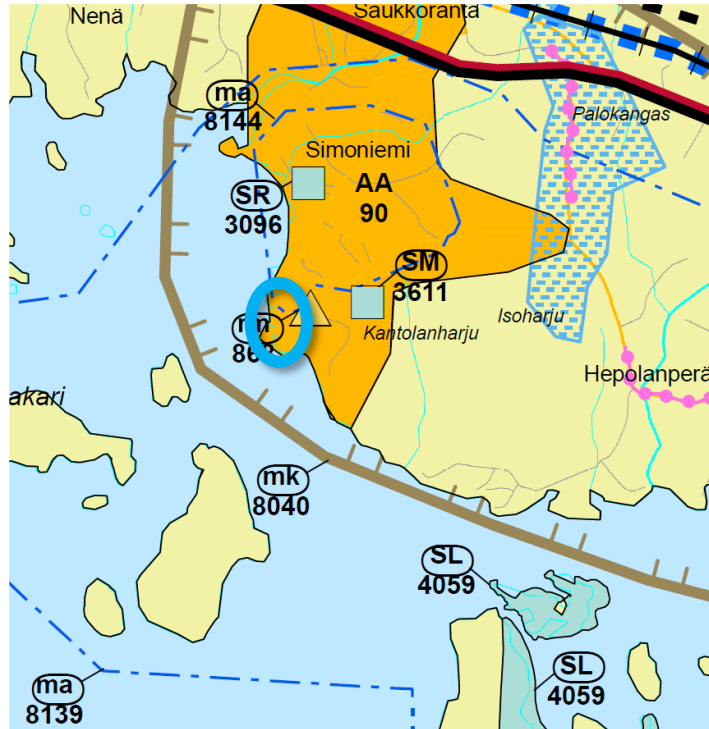 Nenä
Saukkoranta
ma
8144
Palokangas
Simoniemi
AA
90
SR
3096
SM
3611
Isoharju
Kantolanharju
Hepolanperä
akari
mk
8040
SL
4059
SL
4059
ma
8139